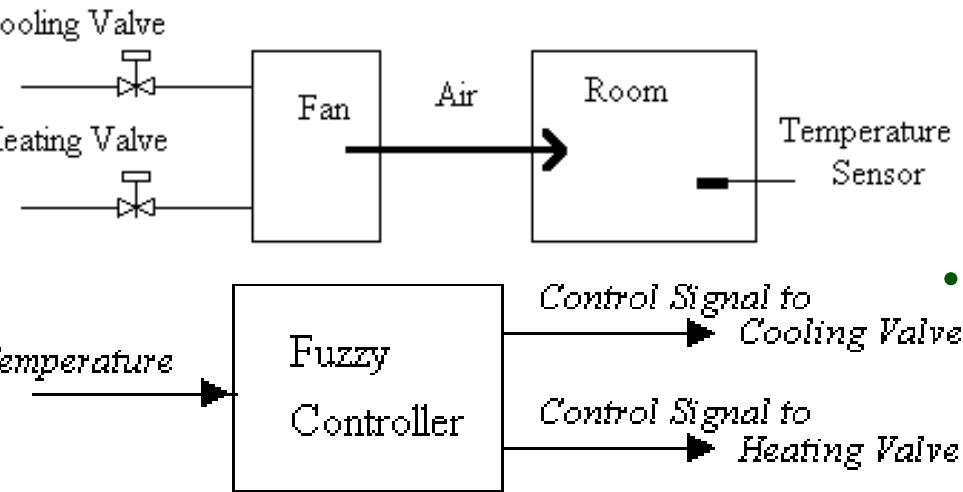 ooling Valve
Fan
Air
Room
eating Valve
Temperature
Sensor
Control Signal to
Cooling Valve
emperature
Fuzzy
Controller
Control Signal to
Heating Valve